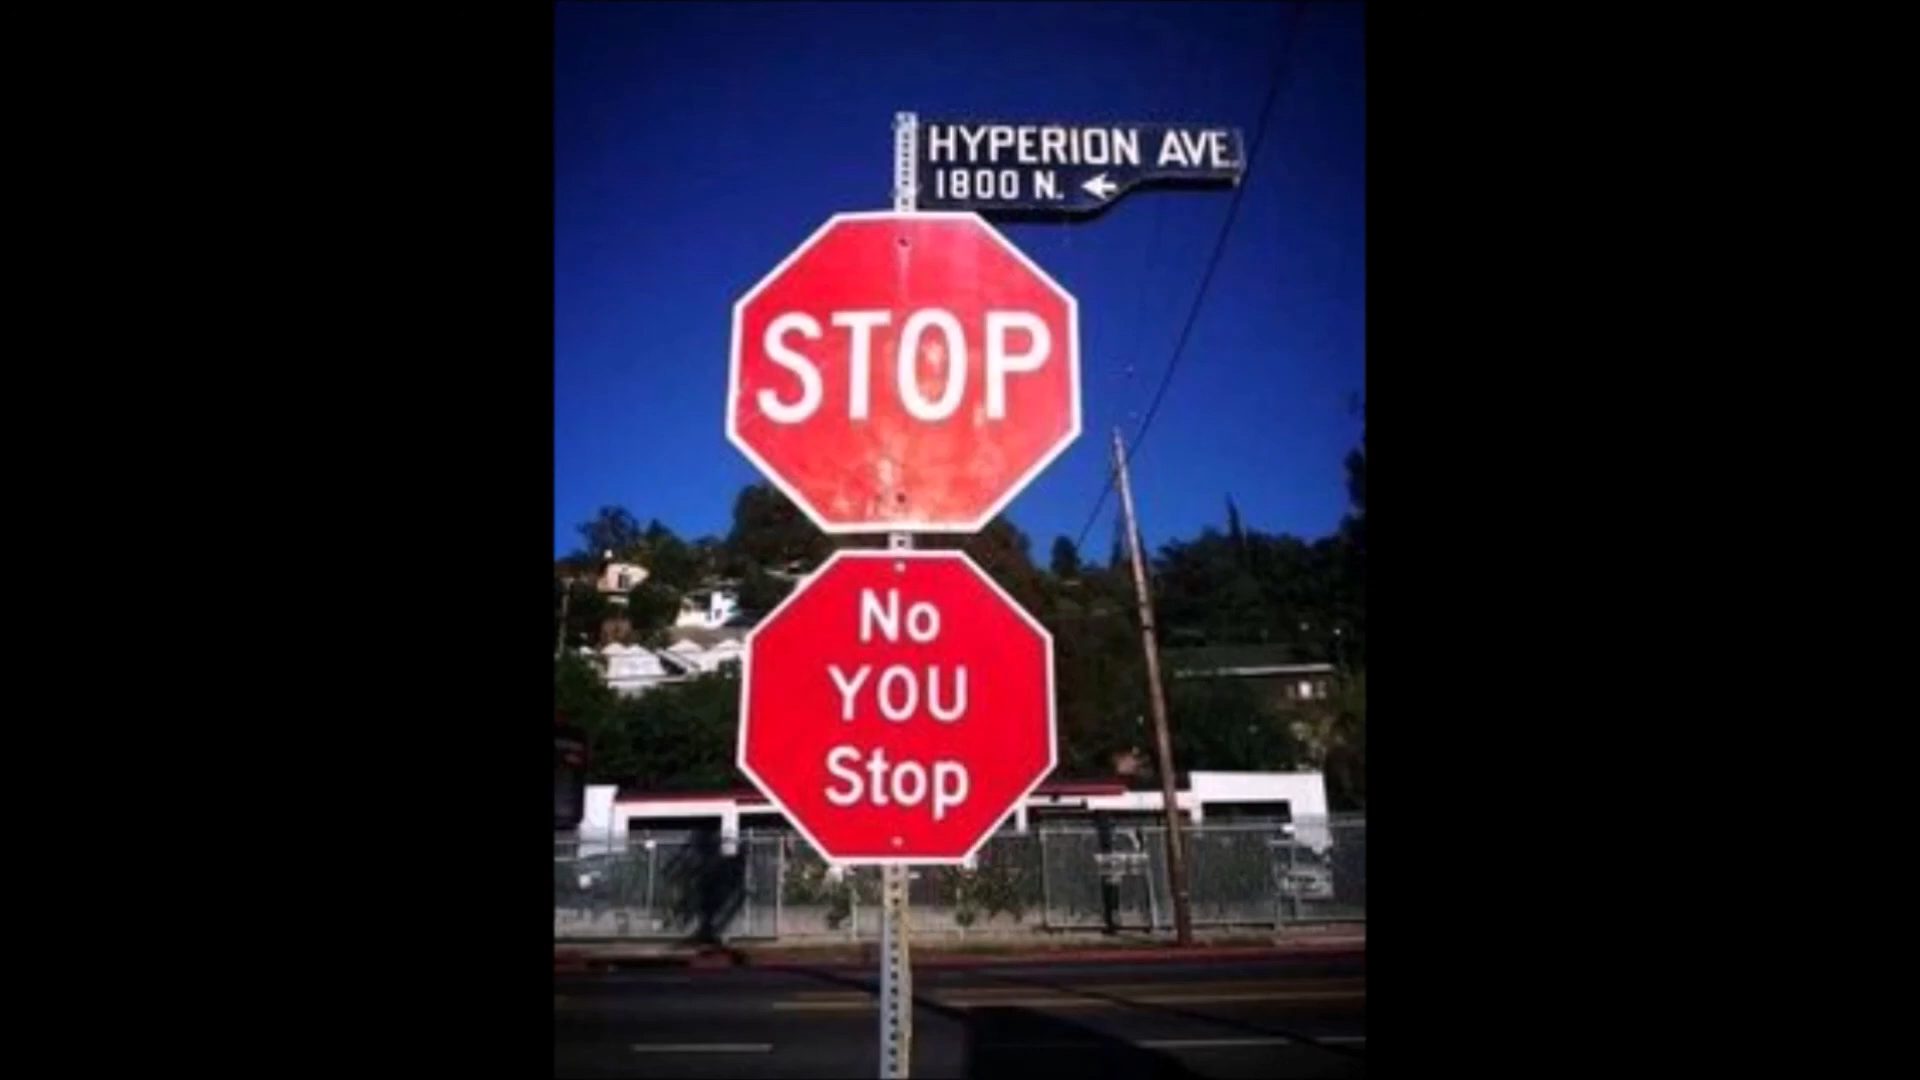 HYPERION AVE.
1800 N. ←
STOP
No
YOU
Stop